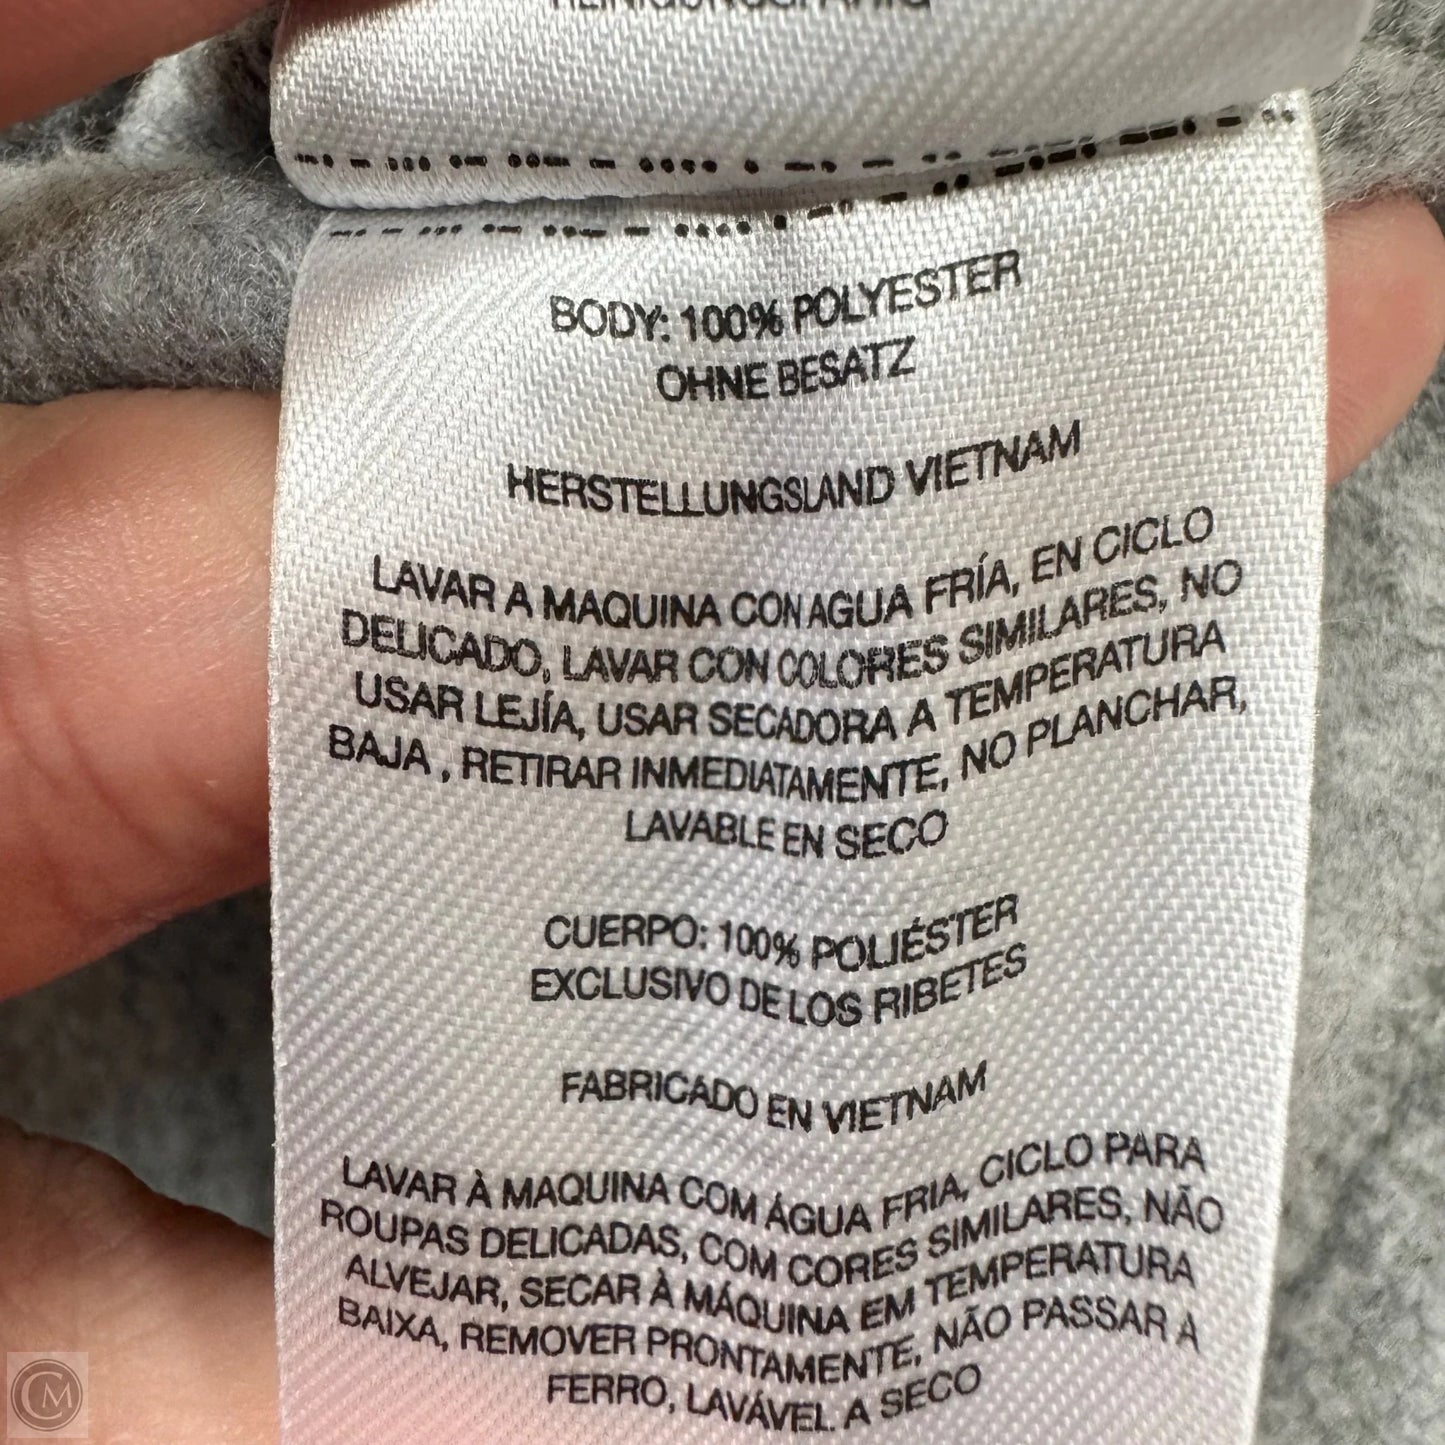 BODY: 100% POLYESTER
OHNE BESATZ
HERSTELLUNGSLAND VIETNAM
LAVAR A MAQUINA CON AGUA FRÍA, EN CICLO
DELICADO, LAVAR CON COLORES SIMILARES, NO
USAR LEJÍA, USAR SECADORA A TEMPERATURA
BAJA , RETIRAR INMEDIATAMENTE, NO PLANCHAR,
LAVABLE EN SECO
CUERPO: 100% POLIÉSTER
EXCLUSIVO DE LOS RIBETES
FABRICADO EN VIETNAM
LAVAR À MAQUINA COM ÁGUA FRIA, CICLO PARA
ROUPAS DELICADAS, COM CORES SIMILARES, NÃO
ALVEJAR, SECAR À MÁQUINA EM TEMPERATURA
BAIXA, REMOVER PRONTAMENTE, NÃO PASSAR A
FERRO, LAVÁVEL A SECO
CM